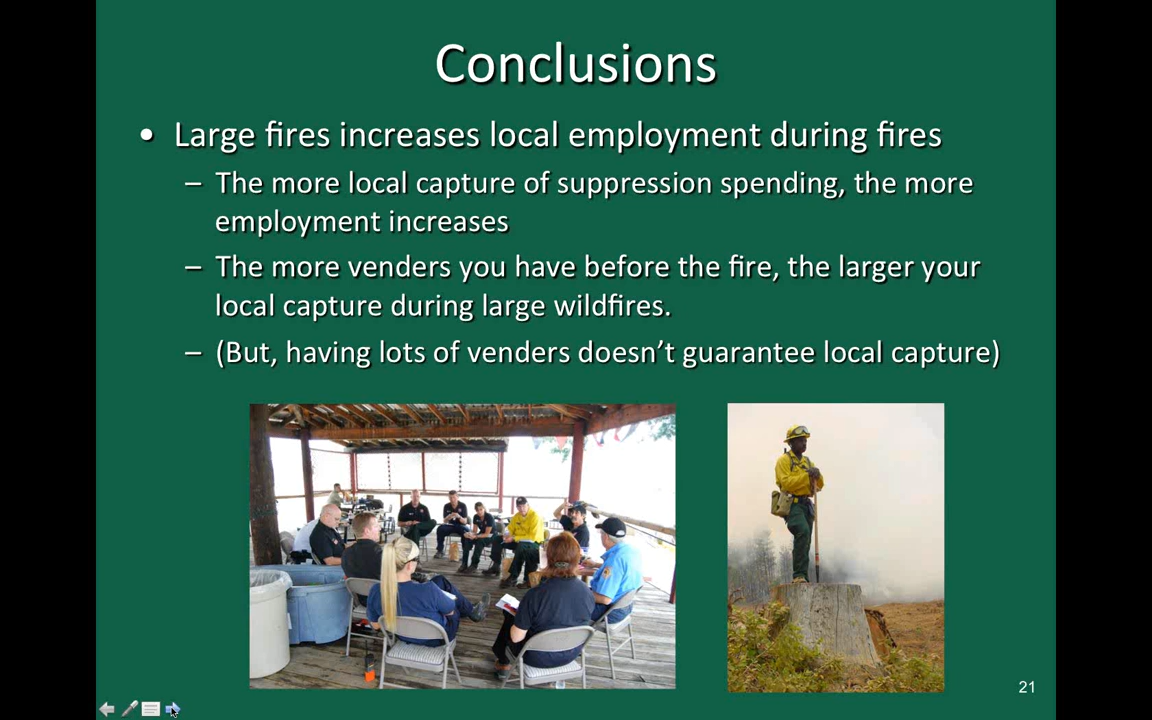 Conclusions
• Large fires increases local employment during fires
– The more local capture of suppression spending, the more
employment increases
– The more venders you have before the fire, the larger your
local capture during large wildfires.
– (But, having lots of venders doesn’t guarantee local capture)
21